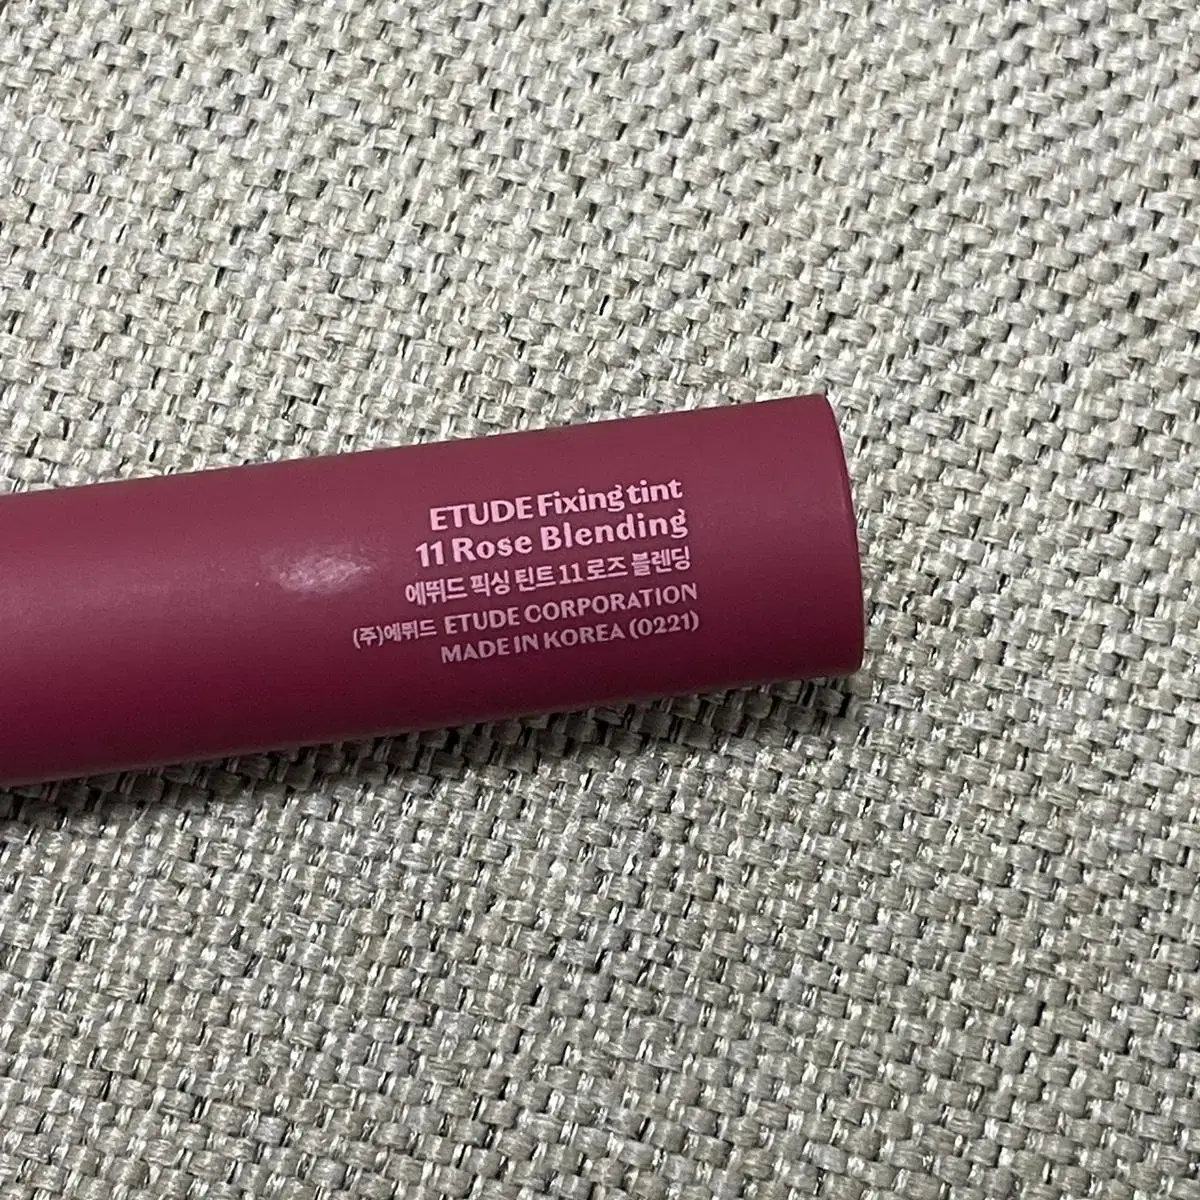 ETUDE Fixing tint
11 Rose Blending
에뛰드 픽싱 틴트 11 로즈 블렌딩
(주)에뛰드 ETUDE CORPORATION
MADE IN KOREA (0221)